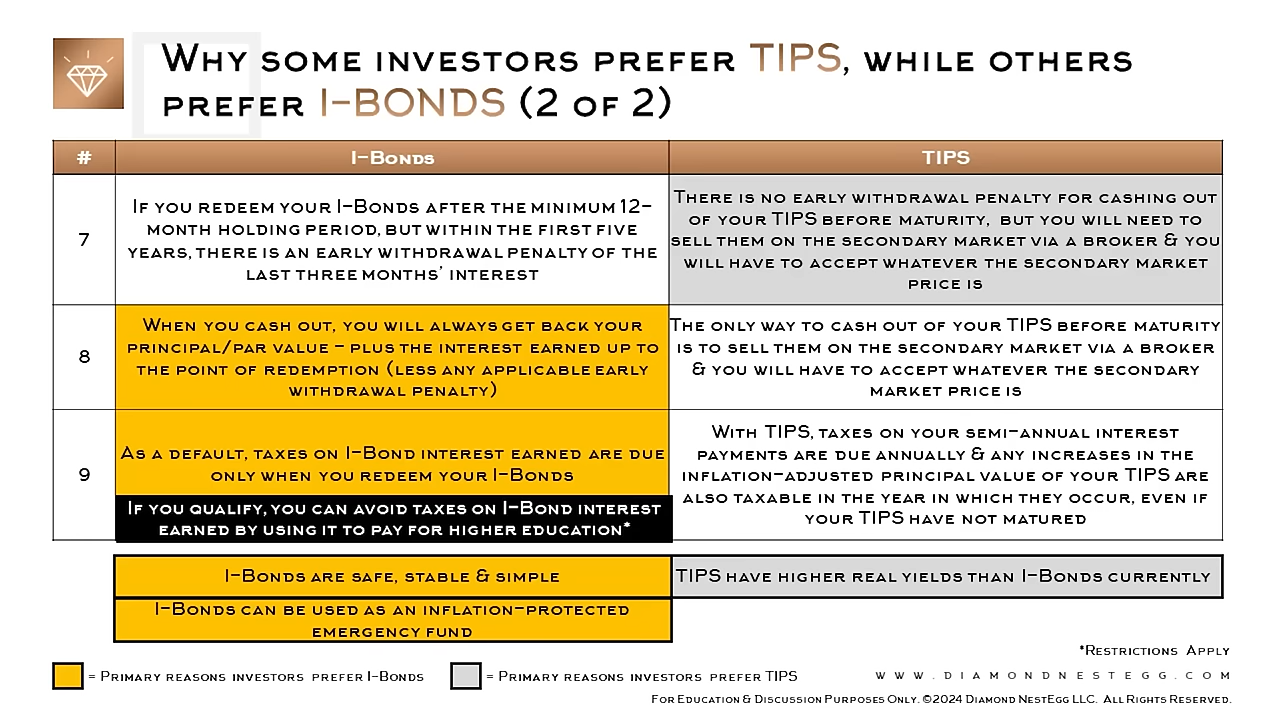 Why some investors prefer TIPS, while others
prefer I-BONDS (2 of 2)
#
I-Bonds
TIPS
7
If you redeem your I-Bonds after the minimum 12-
month holding period, but within the first five
years, there is an early withdrawal penalty of the
last three months' interest
There is no early withdrawal penalty for cashing out
of your TIPS before maturity, but you will need to
sell them on the secondary market via a broker & you
will have to accept whatever the secondary market
price is
8
When you cash out, you will always get back your
principal/par value – plus the interest earned up to
the point of redemption (less any applicable early
withdrawal penalty)
The only way to cash out of your TIPS before maturity
is to sell them on the secondary market via a broker
& you will have to accept whatever the secondary
market price is
9
As a default, taxes on I-Bond interest earned are due
only when you redeem your I-Bonds
If you qualify, you can avoid taxes on I-Bond interest
earned by using it to pay for higher education*
With TIPS, taxes on your semi-annual interest
payments are due annually & any increases in the
inflation-adjusted principal value of your TIPS are
also taxable in the year in which they occur, even if
your TIPS have not matured
I-Bonds are safe, stable & simple
TIPS have higher real yields than I-Bonds currently
I-Bonds can be used as an inflation-protected
emergency fund
*Restrictions Apply
= Primary reasons investors prefer I-Bonds
= Primary reasons investors prefer TIPS
www.diamondnestegg.com
For Education & Discussion Purposes Only. ©2024 Diamond NestEgg LLC. All Rights Reserved.